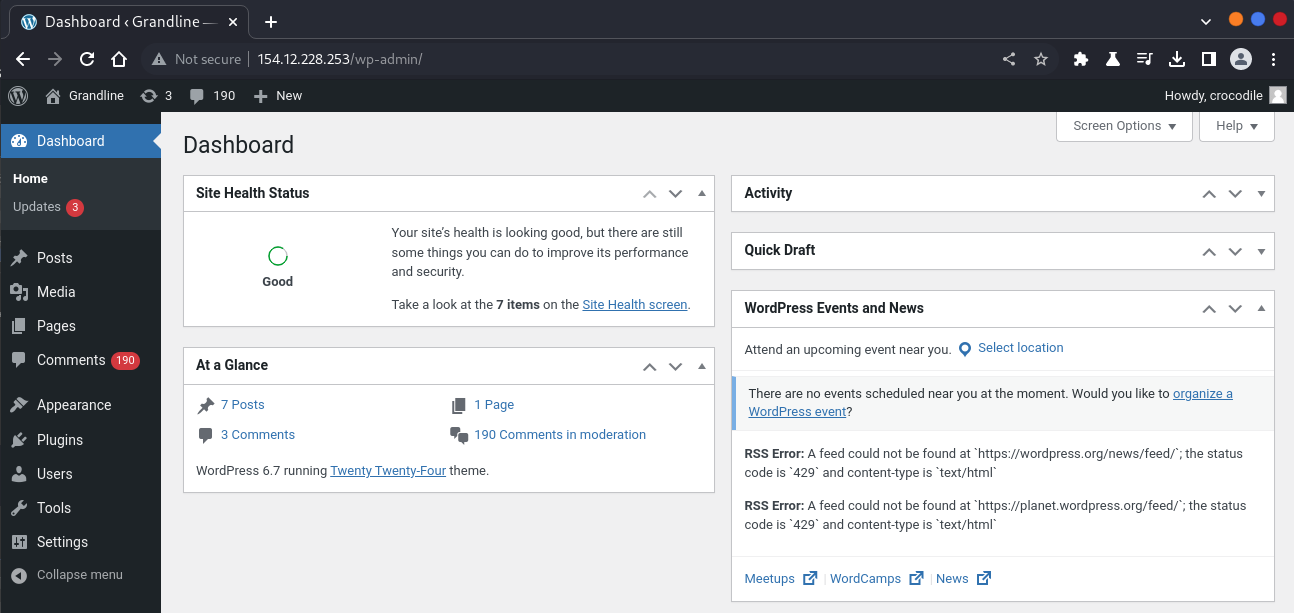 Dashboard ‹ Grandline —
Not secure 154.12.228.253/wp-admin/
Grandline 3 190 New Howdy, crocodile
Dashboard
Home
Updates 3
Posts
Media
Pages
Comments 190
Appearance
Plugins
Users
Tools
Settings
Collapse menu
Screen Options Help
Dashboard
Site Health Status
Good
Your site's health is looking good, but there are still
some things you can do to improve its performance
and security.
Take a look at the 7 items on the Site Health screen.
At a Glance
7 Posts 1 Page
3 Comments 190 Comments in moderation
WordPress 6.7 running Twenty Twenty-Four theme.
Activity
Quick Draft
WordPress Events and News
Attend an upcoming event near you. Select location
There are no events scheduled near you at the moment. Would you like to organize a
WordPress event?
RSS Error: A feed could not be found at `https://wordpress.org/news/feed/`; the status
code is `429` and content-type is `text/html`
RSS Error: A feed could not be found at `https://planet.wordpress.org/feed/`; the status
code is `429` and content-type is `text/html`
Meetups | WordCamps | News